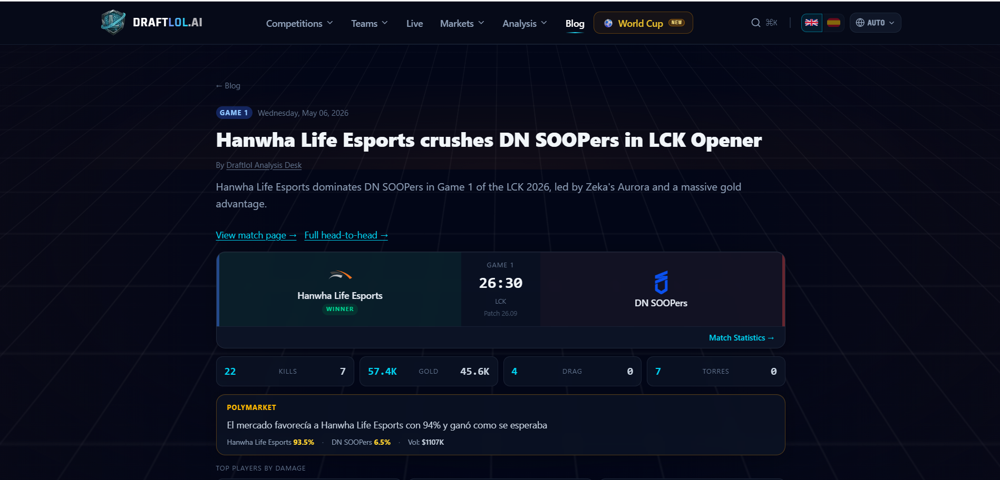 DRAFTLOL.AI
Competitions
Teams
Live
Markets
Analysis
Blog
World Cup NEW
⌘K
AUTO
← Blog
GAME 1 Wednesday, May 06, 2026
Hanwha Life Esports crushes DN SOOPers in LCK Opener
By Draftlol Analysis Desk
Hanwha Life Esports dominates DN SOOPers in Game 1 of the LCK 2026, led by Zeka's Aurora and a massive gold
advantage.
View match page → Full head-to-head →
Hanwha Life Esports
WINNER
GAME 1
26:30
LCK
Patch 26.09
DN SOOPers
Match Statistics →
22 KILLS 7
57.4K GOLD 45.6K
4 DRAG 0
7 TORRES 0
POLYMARKET
El mercado favorecía a Hanwha Life Esports con 94% y ganó como se esperaba
Hanwha Life Esports 93.5% · DN SOOPers 6.5% · Vol: $1107K
TOP PLAYERS BY DAMAGE